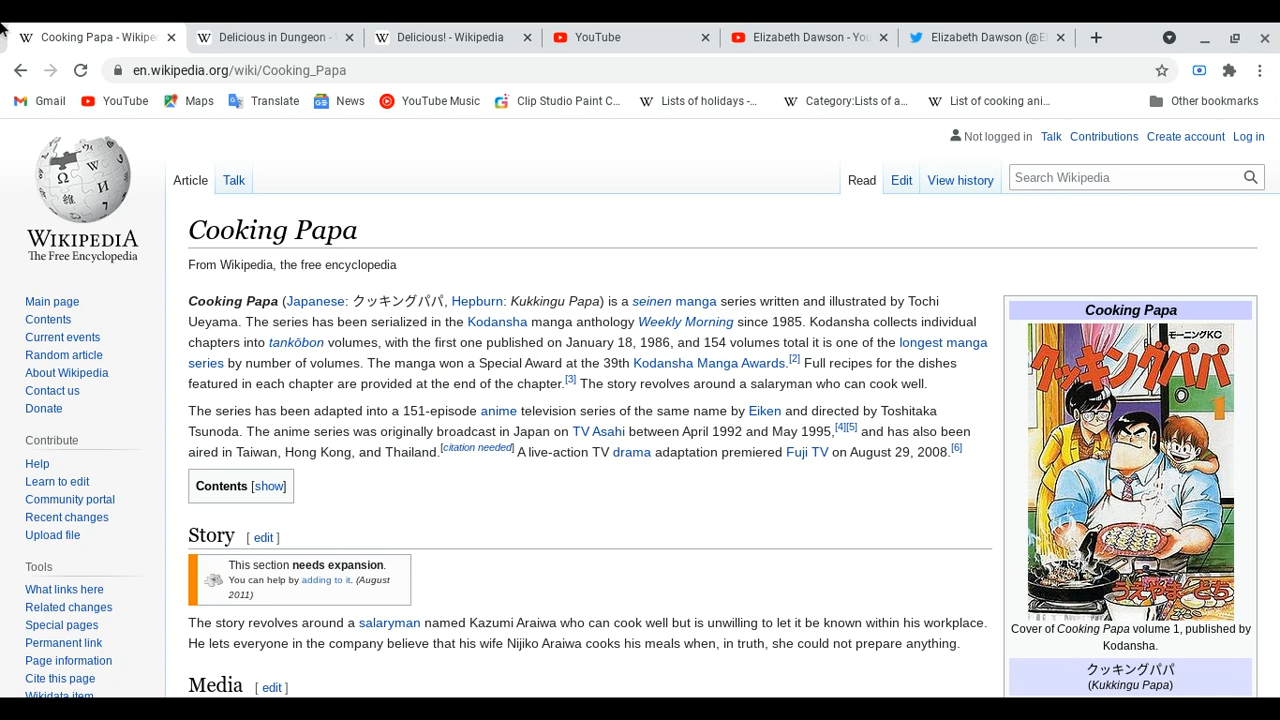 Cooking Papa - Wikiped
Delicious in Dungeon -
Delicious! - Wikipedia
YouTube
Elizabeth Dawson - You
Elizabeth Dawson (@El
en.wikipedia.org/wiki/Cooking_Papa
Gmail
YouTube
Maps
Translate
News
YouTube Music
Clip Studio Paint C...
Lists of holidays -...
Category:Lists of a...
List of cooking ani...
Other bookmarks
Not logged in Talk Contributions Create account Log in
Article Talk
Read Edit View history
Search Wikipedia
WIKIPEDIA
The Free Encyclopedia
Main page
Contents
Current events
Random article
About Wikipedia
Contact us
Donate
Contribute
Help
Learn to edit
Community portal
Recent changes
Upload file
Tools
What links here
Related changes
Special pages
Permanent link
Page information
Cite this page
Wikidata item
Cooking Papa
From Wikipedia, the free encyclopedia
Cooking Papa (Japanese: クッキングパパ, Hepburn: Kukkingu Papa) is a seinen manga series written and illustrated by Tochi
Ueyama. The series has been serialized in the Kodansha manga anthology Weekly Morning since 1985. Kodansha collects individual
chapters into tankōbon volumes, with the first one published on January 18, 1986, and 154 volumes total it is one of the longest manga
series by number of volumes. The manga won a Special Award at the 39th Kodansha Manga Awards.[2] Full recipes for the dishes
featured in each chapter are provided at the end of the chapter.[3] The story revolves around a salaryman who can cook well.
The series has been adapted into a 151-episode anime television series of the same name by Eiken and directed by Toshitaka
Tsunoda. The anime series was originally broadcast in Japan on TV Asahi between April 1992 and May 1995,[4][5] and has also been
aired in Taiwan, Hong Kong, and Thailand.[citation needed] A live-action TV drama adaptation premiered Fuji TV on August 29, 2008.[6]
Contents [show]
Story [ edit ]
This section needs expansion.
You can help by adding to it. (August
2011)
The story revolves around a salaryman named Kazumi Araiwa who can cook well but is unwilling to let it be known within his workplace.
He lets everyone in the company believe that his wife Nijiko Araiwa cooks his meals when, in truth, she could not prepare anything.
Media [ edit ]
Cooking Papa
モーニングKC
クッキングパパ
1
うえやまとち
Cover of Cooking Papa volume 1, published by
Kodansha.
クッキングパパ
(Kukkingu Papa)